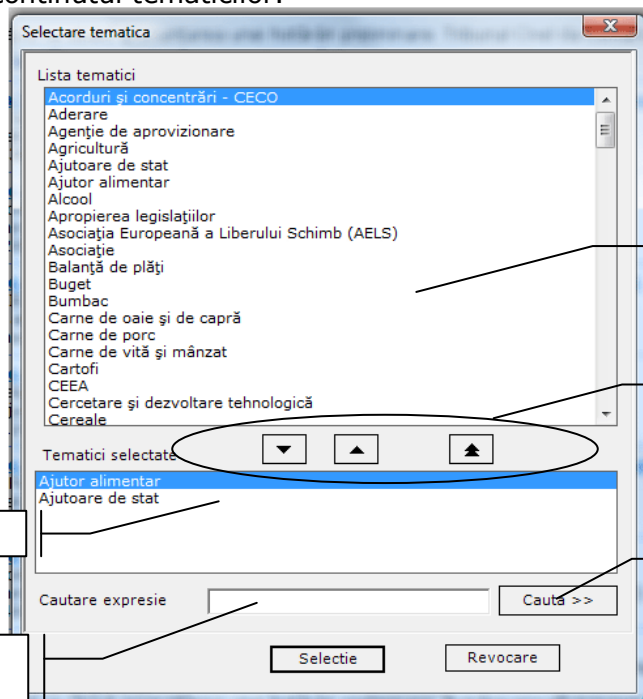 conținutul tematicilor.
Selectare tematica
Lista tematici
Acorduri şi concentrări - CECO
Aderare
Agenţie de aprovizionare
Agricultură
Ajutoare de stat
Ajutor alimentar
Alcool
Apropierea legislaţiilor
Asociaţia Europeană a Liberului Schimb (AELS)
Asociaţie
Balanţă de plăţi
Buget
Bumbac
Carne de oaie şi de capră
Carne de porc
Carne de vită şi mânzat
Cartofi
CEEA
Cercetare şi dezvoltare tehnologică
Cereale
Tematici selectate
Ajutor alimentar
Ajutoare de stat
Cautare expresie
Cauta >>
Selectie
Revocare